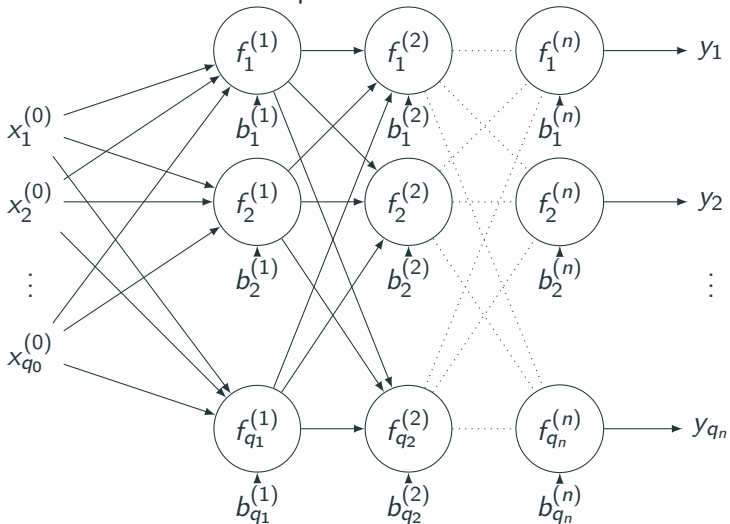 f_1^(1) f_1^(2) f_1^(n) y_1
x_1^(0) b_1^(1) b_1^(2) b_1^(n)
x_2^(0) f_2^(1) f_2^(2) f_2^(n) y_2
⋮ b_2^(1) b_2^(2) b_2^(n) ⋮
x_{q_0}^(0)
f_{q_1}^(1) f_{q_2}^(2) f_{q_n}^(n) y_{q_n}
b_{q_1}^(1) b_{q_2}^(2) b_{q_n}^(n)